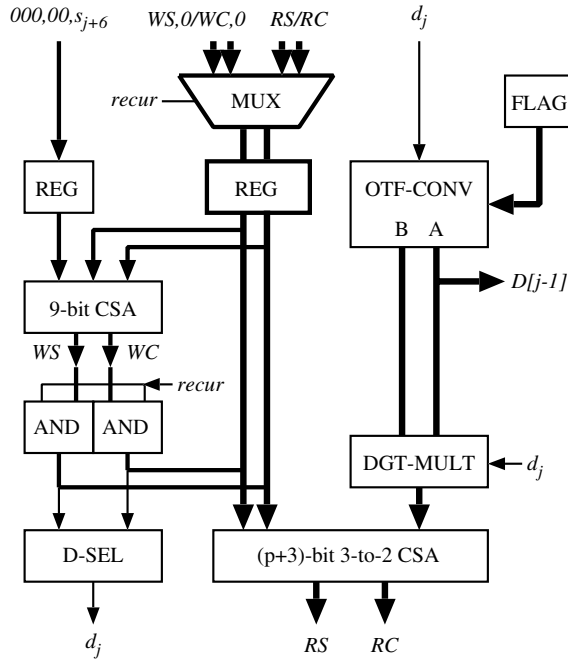 000,00,s_{j+6}
WS,0/WC,0
RS/RC
d_j
recur
MUX
FLAG
REG
REG
OTF-CONV
B A
9-bit CSA
D[j-1]
WS
WC
recur
AND
AND
DGT-MULT
d_j
D-SEL
(p+3)-bit 3-to-2 CSA
d_j
RS
RC